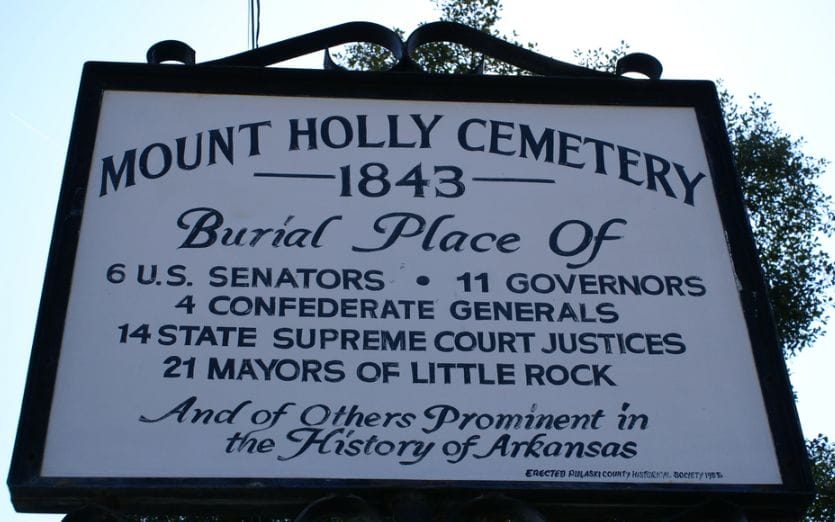 MOUNT HOLLY CEMETERY
1843
Burial Place Of
6 U.S. SENATORS • 11 GOVERNORS
4 CONFEDERATE GENERALS
14 STATE SUPREME COURT JUSTICES
21 MAYORS OF LITTLE ROCK
And of Others Prominent in
the History of Arkansas
ERECTED PULASKI COUNTY HISTORICAL SOCIETY